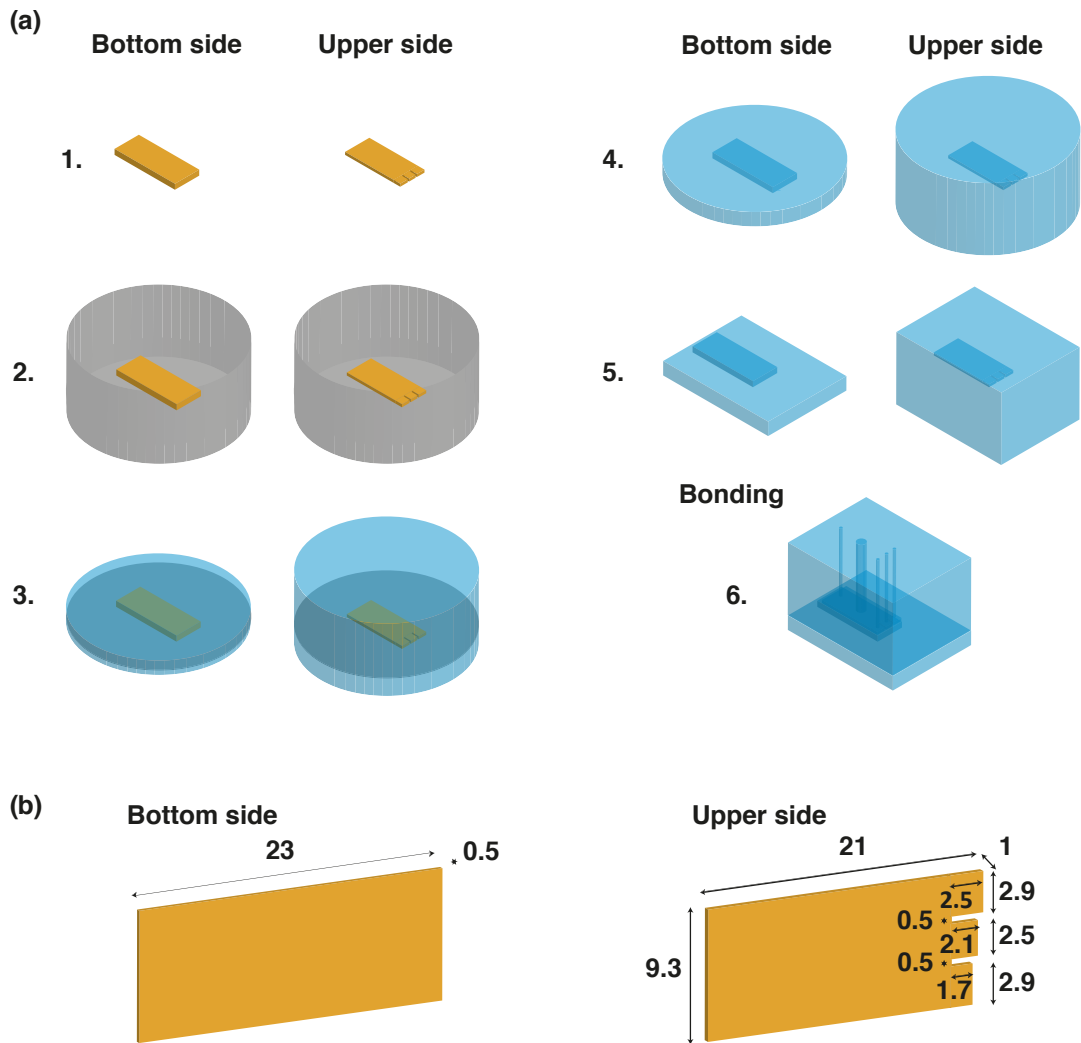 (a)
Bottom side
Upper side
1.
2.
3.
Bottom side
Upper side
4.
5.
Bonding
6.
(b)
Bottom side
23
0.5
Upper side
21
1
2.5
2.9
0.5
2.1
2.5
9.3
0.5
1.7
2.9